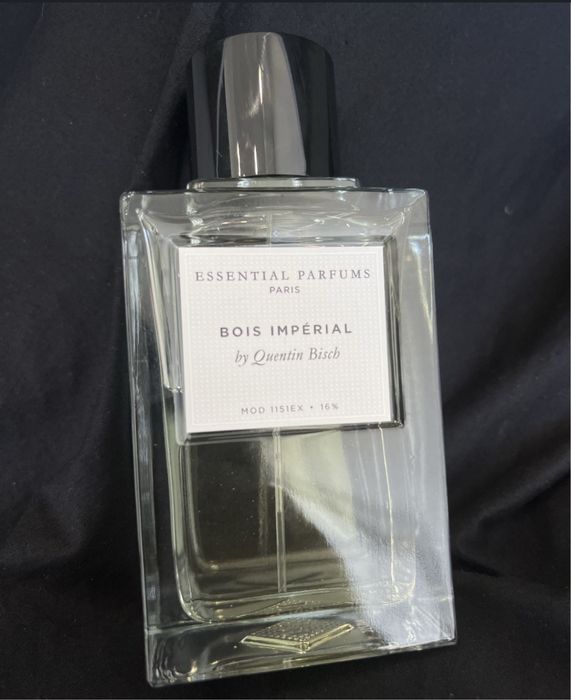 ESSENTIAL PARFUMS
PARIS
BOIS IMPÉRIAL
by Quentin Bisch
MOD 1151EX • 16%